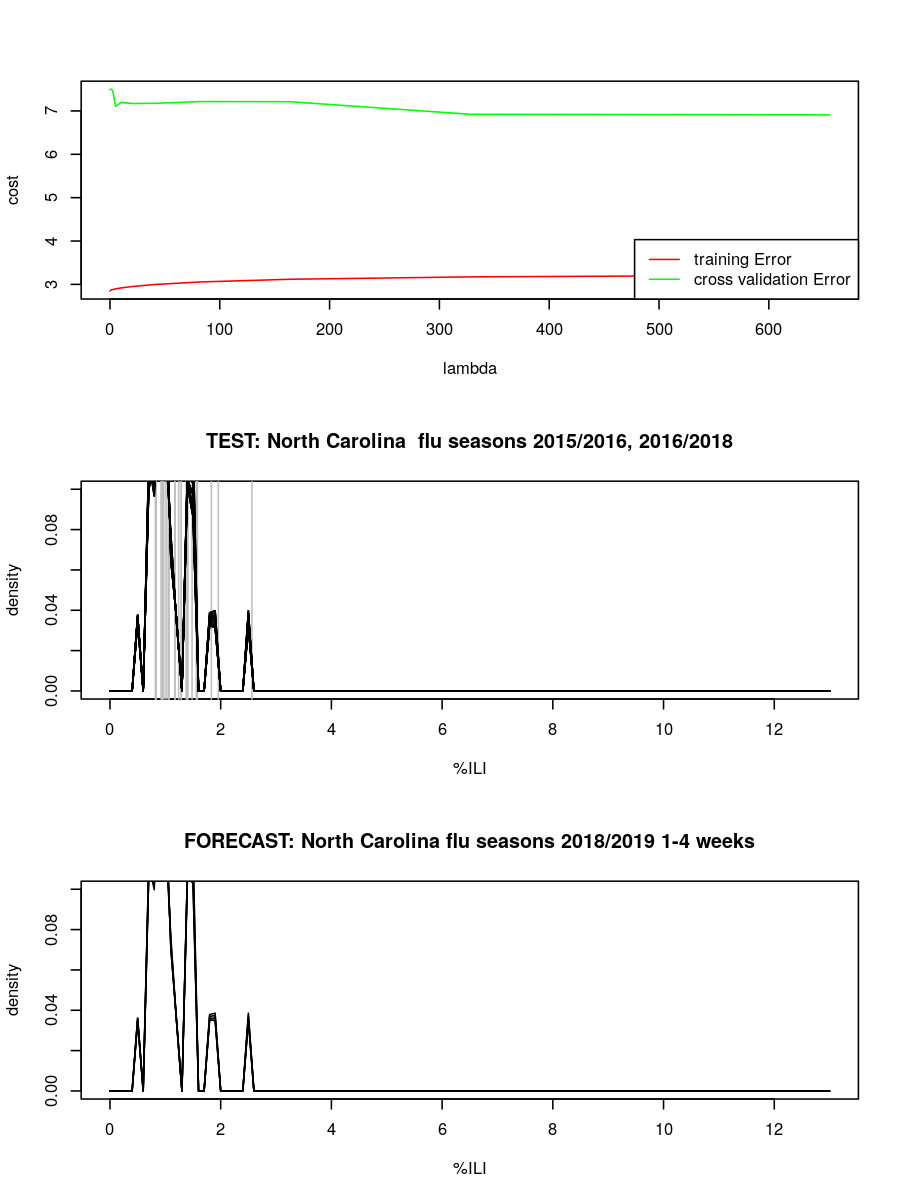 cost
3 4 5 6 7
training Error
cross validation Error
0 100 200 300 400 500 600
lambda
TEST: North Carolina  flu seasons 2015/2016, 2016/2018
density
0.00 0.04 0.08
0 2 4 6 8 10 12
%ILI
FORECAST: North Carolina flu seasons 2018/2019 1-4 weeks
density
0.00 0.04 0.08
0 2 4 6 8 10 12
%ILI